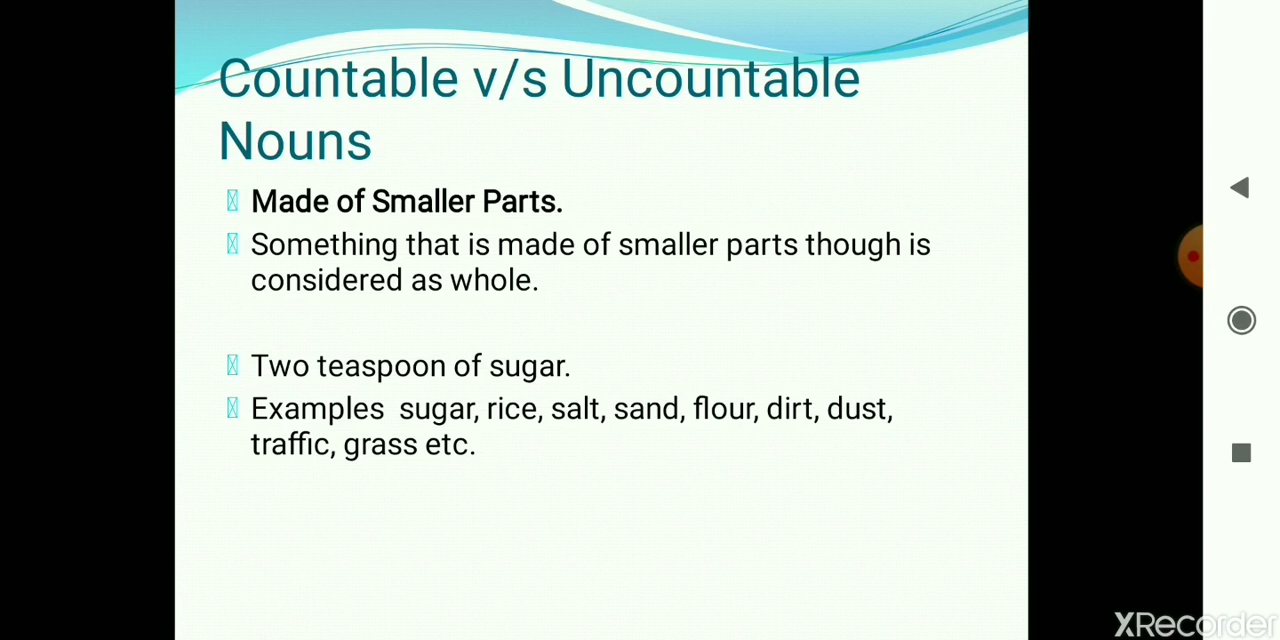 Countable v/s Uncountable
Nouns
Made of Smaller Parts.
Something that is made of smaller parts though is
considered as whole.
Two teaspoon of sugar.
Examples  sugar, rice, salt, sand, flour, dirt, dust,
traffic, grass etc.
XRecorder